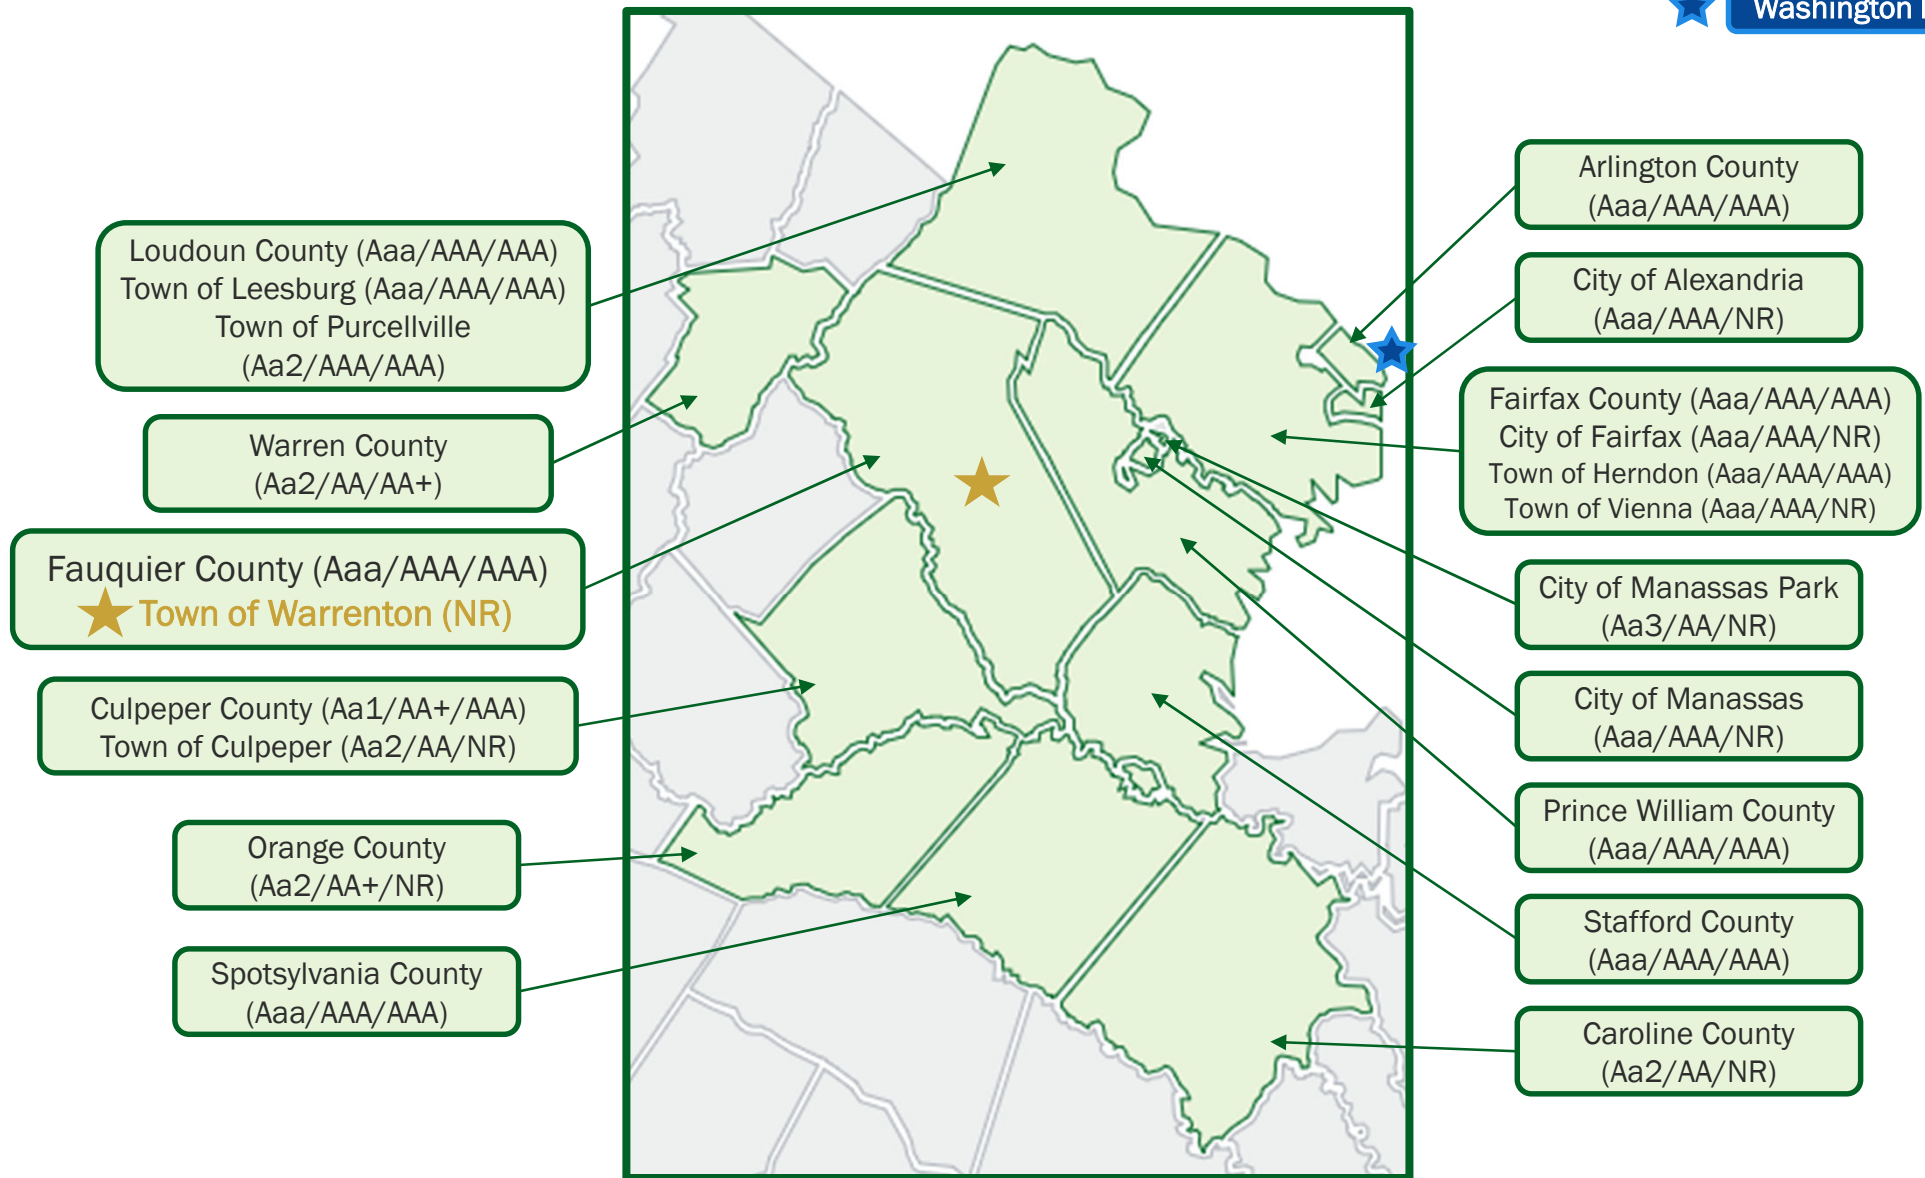 Washington
Loudoun County (Aaa/AAA/AAA)
Town of Leesburg (Aaa/AAA/AAA)
Town of Purcellville
(Aa2/AAA/AAA)
Warren County
(Aa2/AA/AA+)
Fauquier County (Aaa/AAA/AAA)
Town of Warrenton (NR)
Culpeper County (Aa1/AA+/AAA)
Town of Culpeper (Aa2/AA/NR)
Orange County
(Aa2/AA+/NR)
Spotsylvania County
(Aaa/AAA/AAA)
Arlington County
(Aaa/AAA/AAA)
City of Alexandria
(Aaa/AAA/NR)
Fairfax County (Aaa/AAA/AAA)
City of Fairfax (Aaa/AAA/NR)
Town of Herndon (Aaa/AAA/AAA)
Town of Vienna (Aaa/AAA/NR)
City of Manassas Park
(Aa3/AA/NR)
City of Manassas
(Aaa/AAA/NR)
Prince William County
(Aaa/AAA/AAA)
Stafford County
(Aaa/AAA/AAA)
Caroline County
(Aa2/AA/NR)